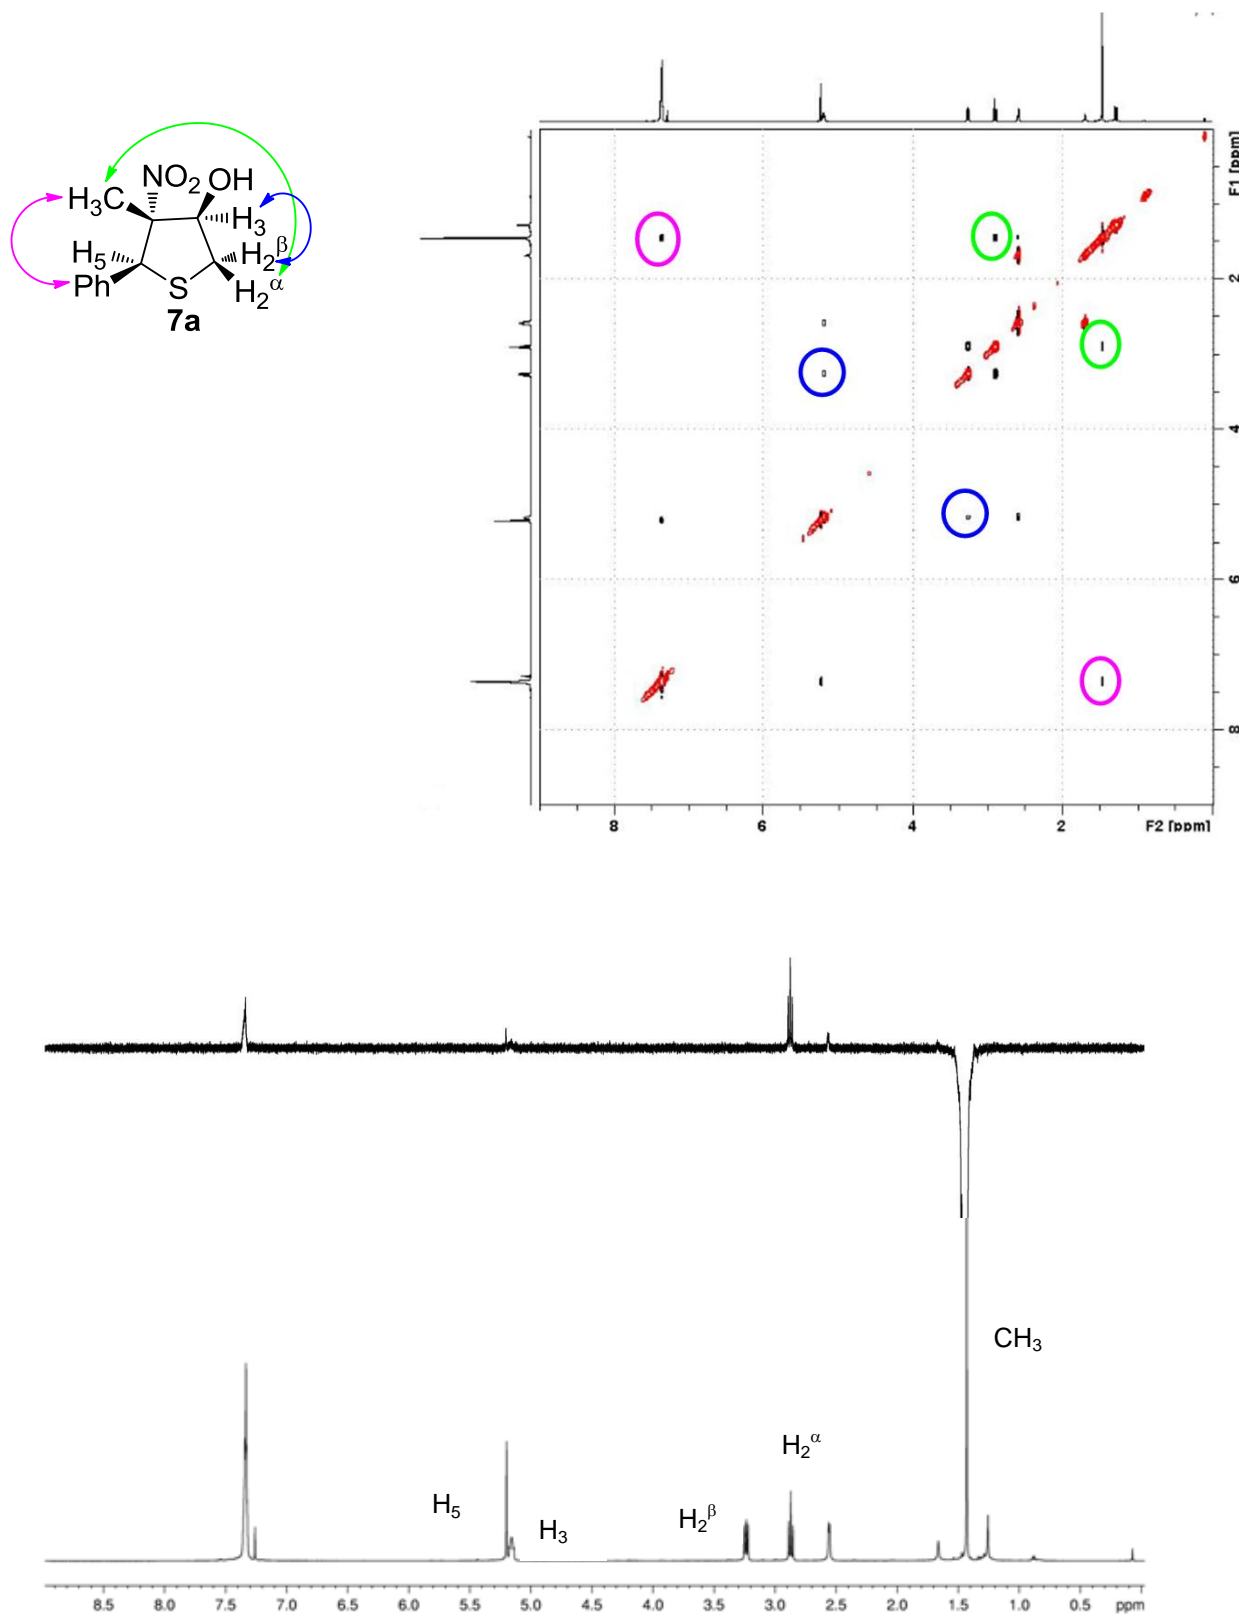 NO₂ OH
H₃C
H₃
H₅
H₂β
Ph
S
H₂α
7a
F1 [ppm]
2
4
6
8
8 6 4 2 F2 [ppm]
CH₃
H₂α
H₅
H₂β
H₃
8.5 8.0 7.5 7.0 6.5 6.0 5.5 5.0 4.5 4.0 3.5 3.0 2.5 2.0 1.5 1.0 0.5 ppm